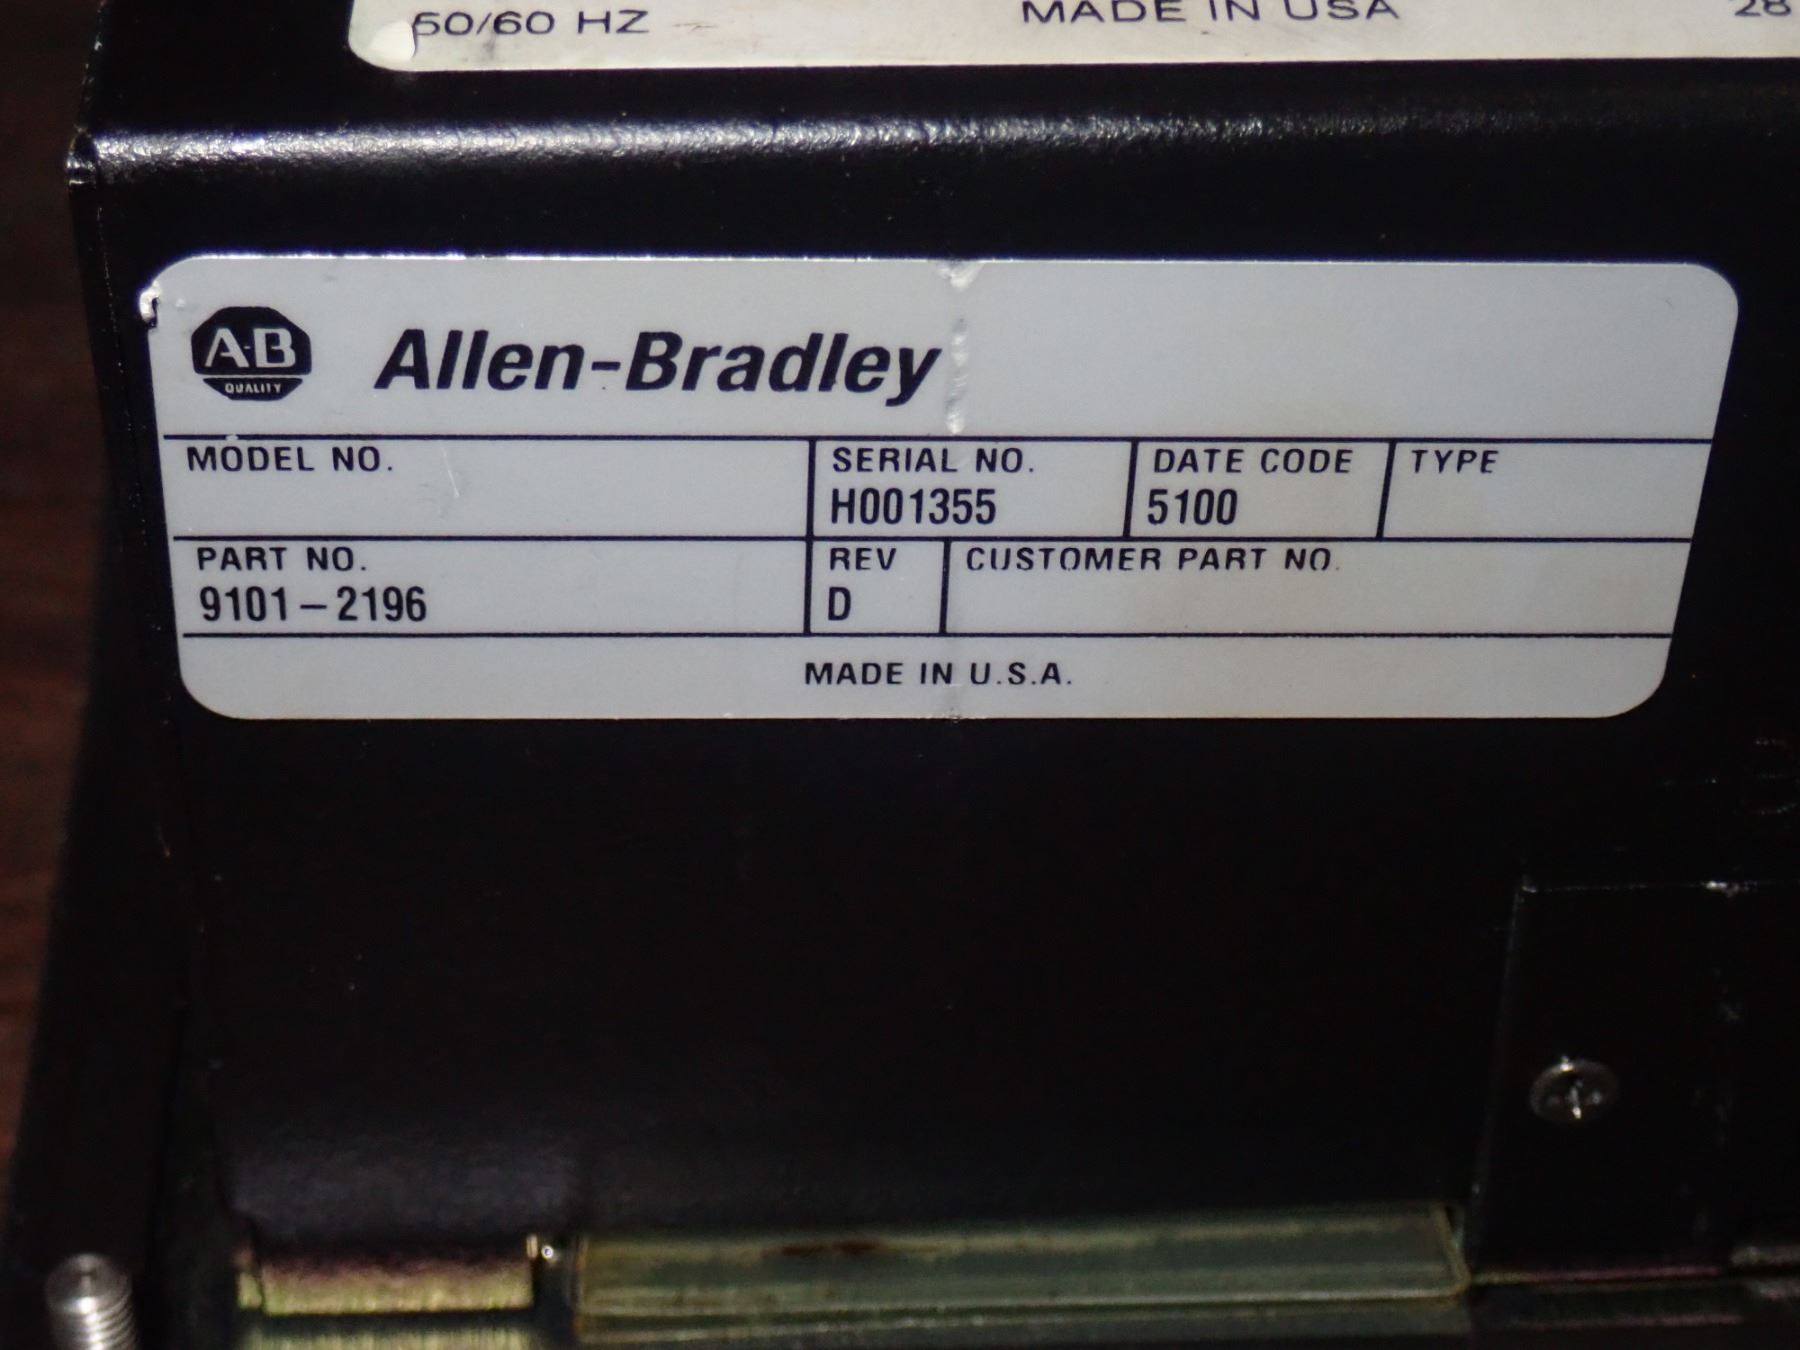 50/60 HZ MADE IN USA 28
A-B QUALITY Allen-Bradley
MODEL NO. SERIAL NO. DATE CODE TYPE
H001355 5100
PART NO. REV CUSTOMER PART NO.
9101-2196 D
MADE IN U.S.A.